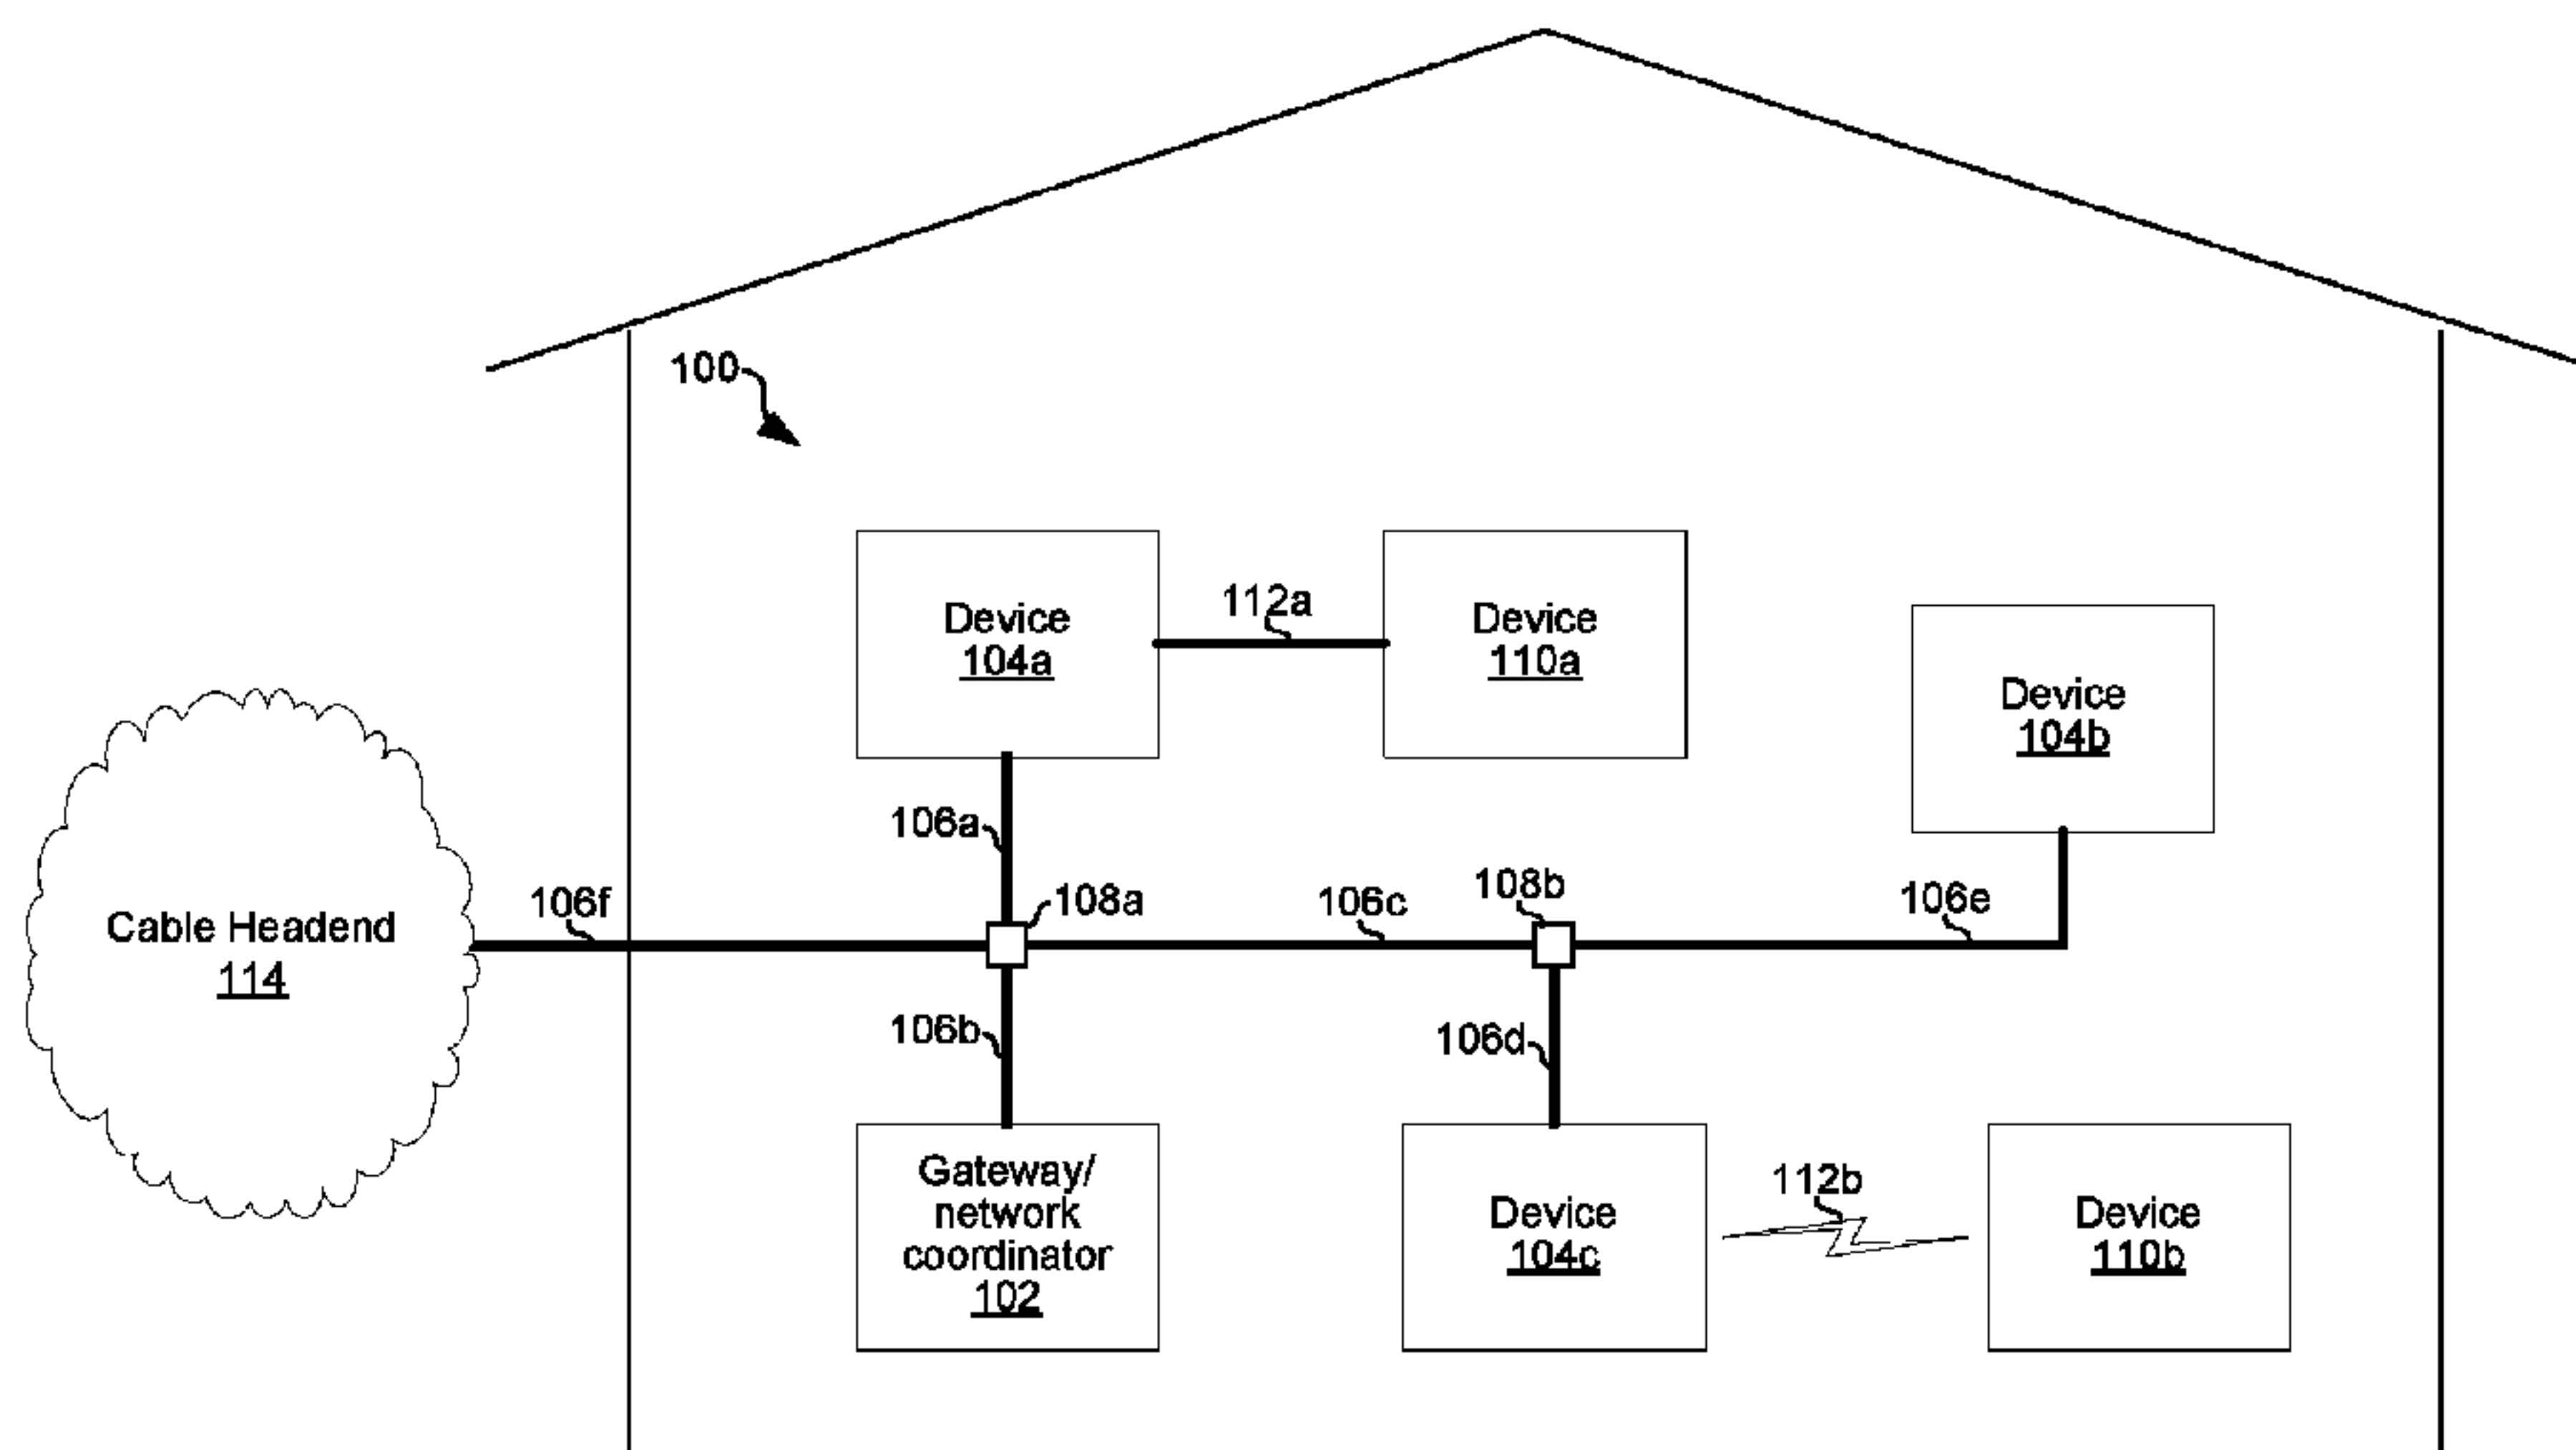 100
Device
104a
112a
Device
110a
Device
104b
106a
Cable Headend
114
106f
108a
106c
108b
106e
106b
106d
Gateway/
network
coordinator
102
Device
104c
112b
Device
110b